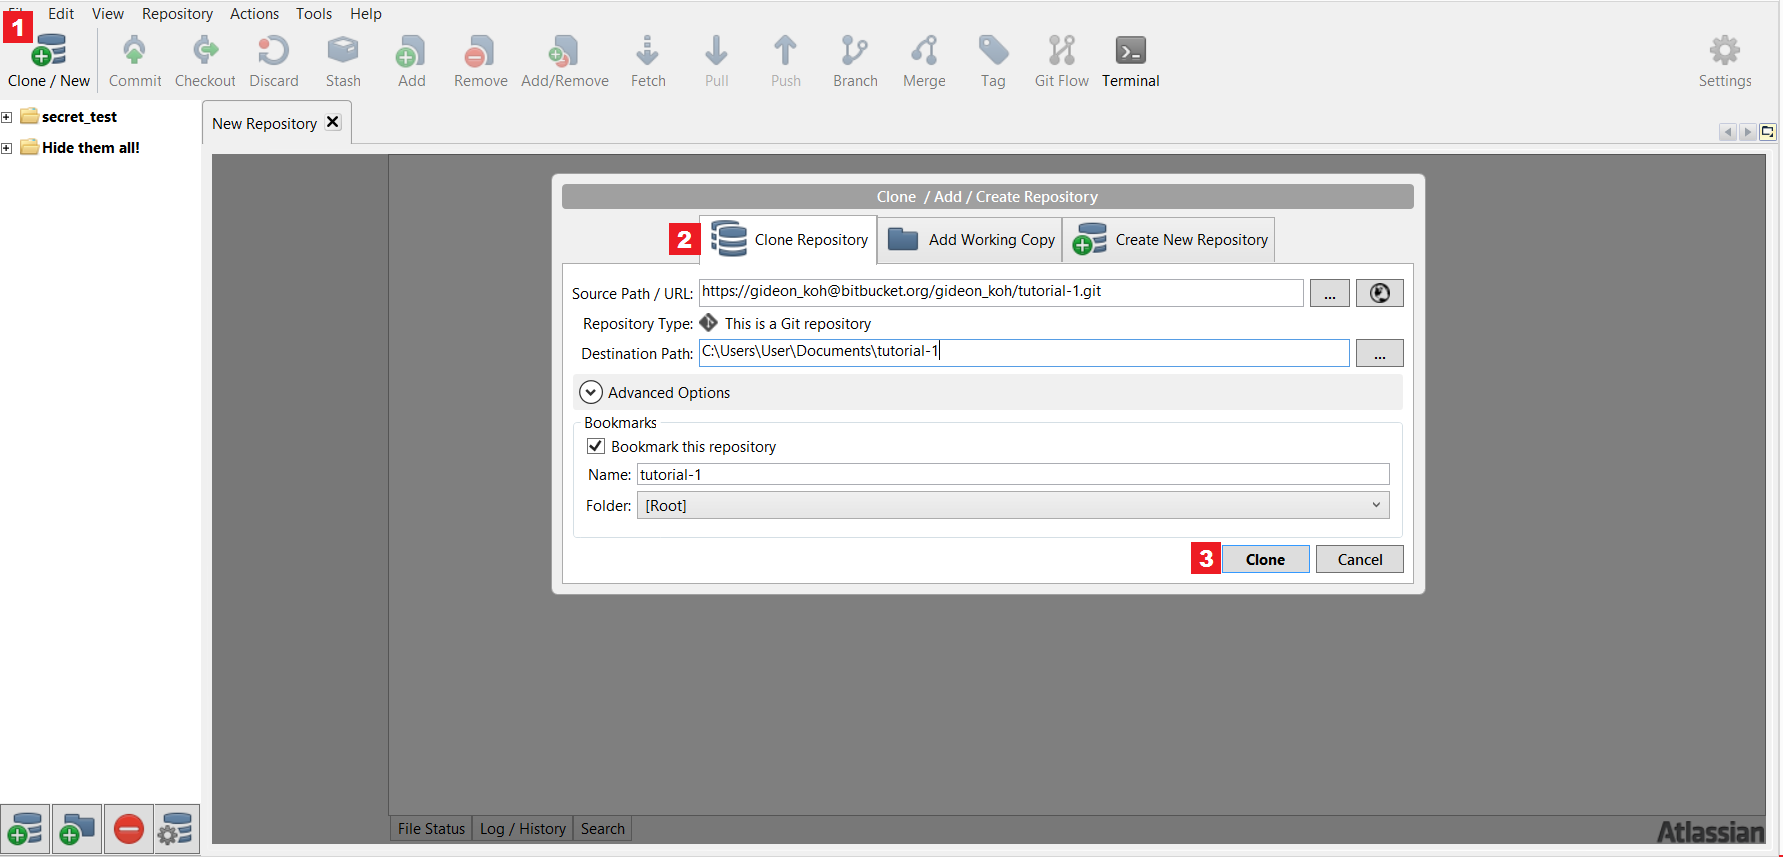 Edit View Repository Actions Tools Help
1
Clone / New Commit Checkout Discard Stash Add Remove Add/Remove Fetch Pull Push Branch Merge Tag Git Flow Terminal Settings
secret_test
Hide them all!
New Repository
Clone / Add / Create Repository
2 Clone Repository Add Working Copy Create New Repository
Source Path / URL: https://gideon_koh@bitbucket.org/gideon_koh/tutorial-1.git ...
Repository Type: This is a Git repository
Destination Path: C:\Users\User\Documents\tutorial-1 ...
Advanced Options
Bookmarks
Bookmark this repository
Name: tutorial-1
Folder: [Root]
3 Clone Cancel
File Status Log / History Search
Atlassian